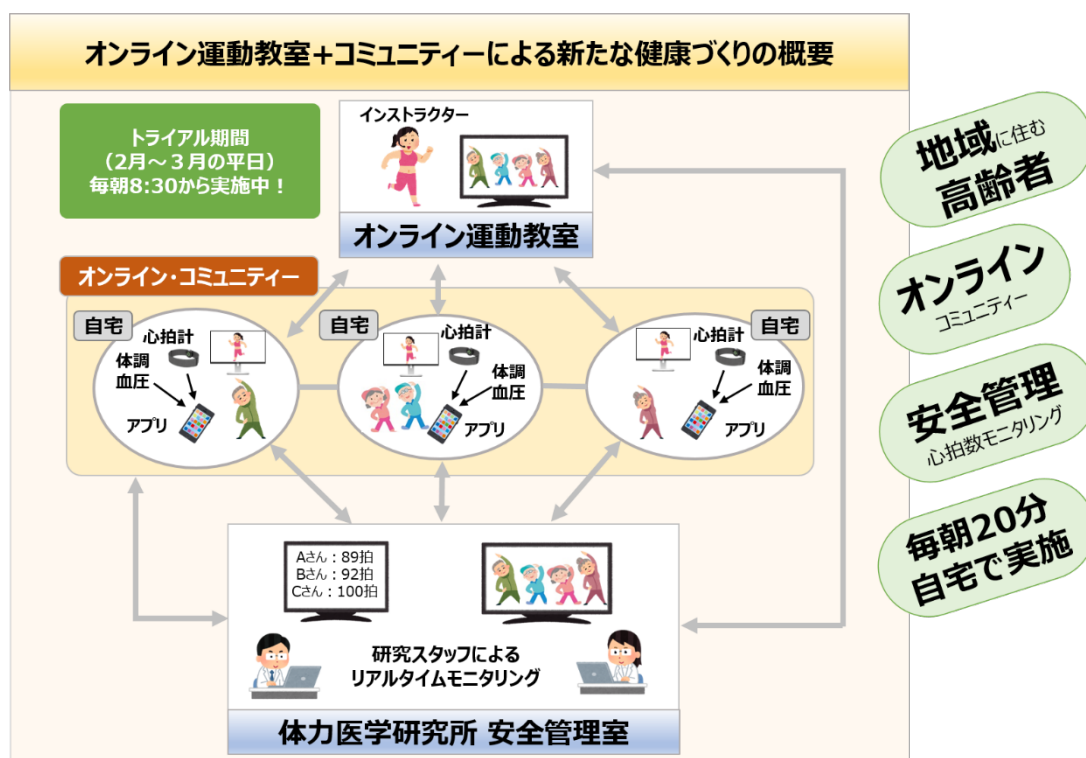 オンライン運動教室+コミュニティーによる新たな健康づくりの概要
トライアル期間
(2月~3月の平日)
毎朝8:30から実施中!
インストラクター
オンライン運動教室
オンライン・コミュニティー
自宅
心拍計
体調
血圧
アプリ
自宅
心拍計
体調
血圧
アプリ
自宅
心拍計
体調
血圧
アプリ
Aさん:89拍
Bさん:92拍
Cさん:100拍
研究スタッフによる
リアルタイムモニタリング
体力医学研究所 安全管理室
地域に住む
高齢者
オンライン
コミュニティー
安全管理
心拍数モニタリング
毎朝20分
自宅で実施